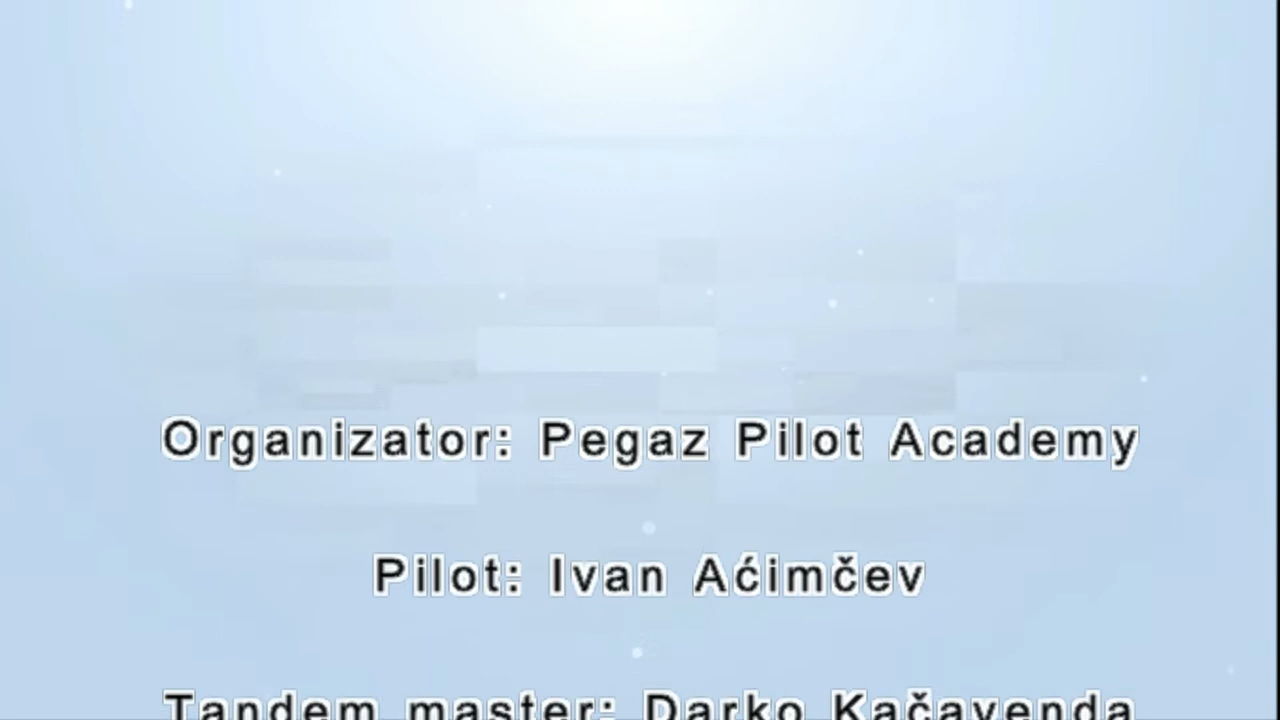 Organizator: Pegaz Pilot Academy
Pilot: Ivan Aćimčev
Tandem master: Darko Kačavenda